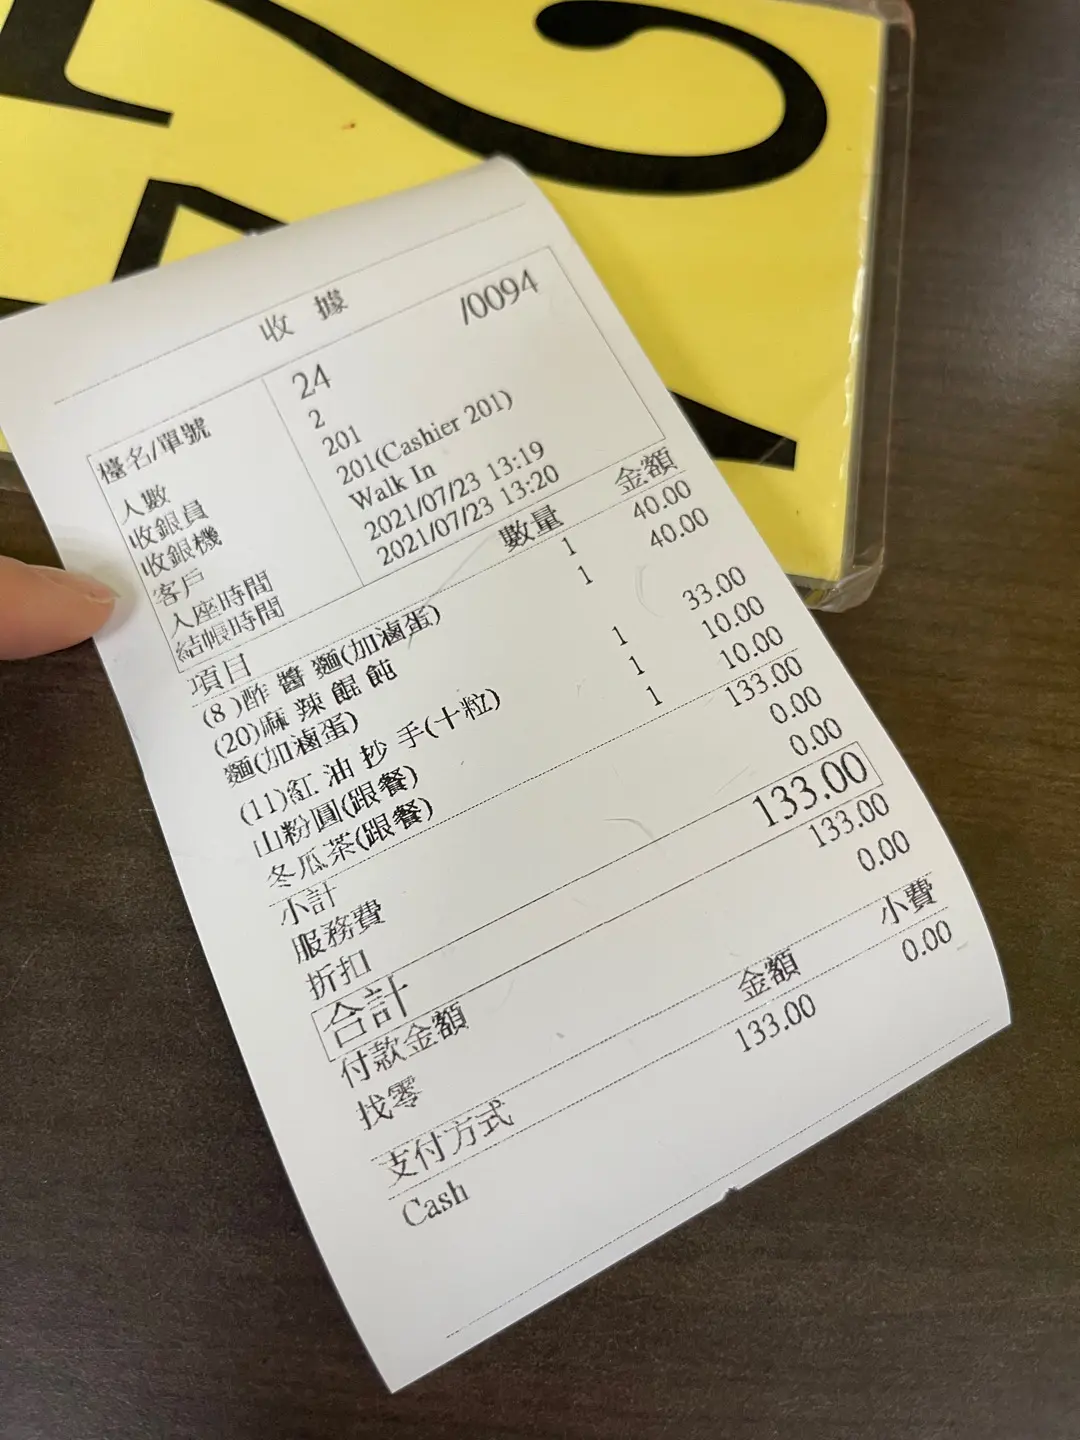 收 據
檯名/單號 24 /0094
人數 2
收銀員 201
收銀機 201(Cashier 201)
客戶 Walk In
入座時間 2021/07/23 13:19
結帳時間 2021/07/23 13:20
項目 數量 金額
(8 )酢 醬 麵(加滷蛋) 1 40.00
(20)麻 辣 餛 飩 1 40.00
麵(加滷蛋)
(11)紅 油 抄 手(十粒) 1 33.00
山粉圓(跟餐) 1 10.00
冬瓜茶(跟餐) 1 10.00
小計 133.00
服務費 0.00
折扣 0.00
合計 133.00
付款金額 133.00
找零 0.00
支付方式 金額 小費
Cash 133.00 0.00